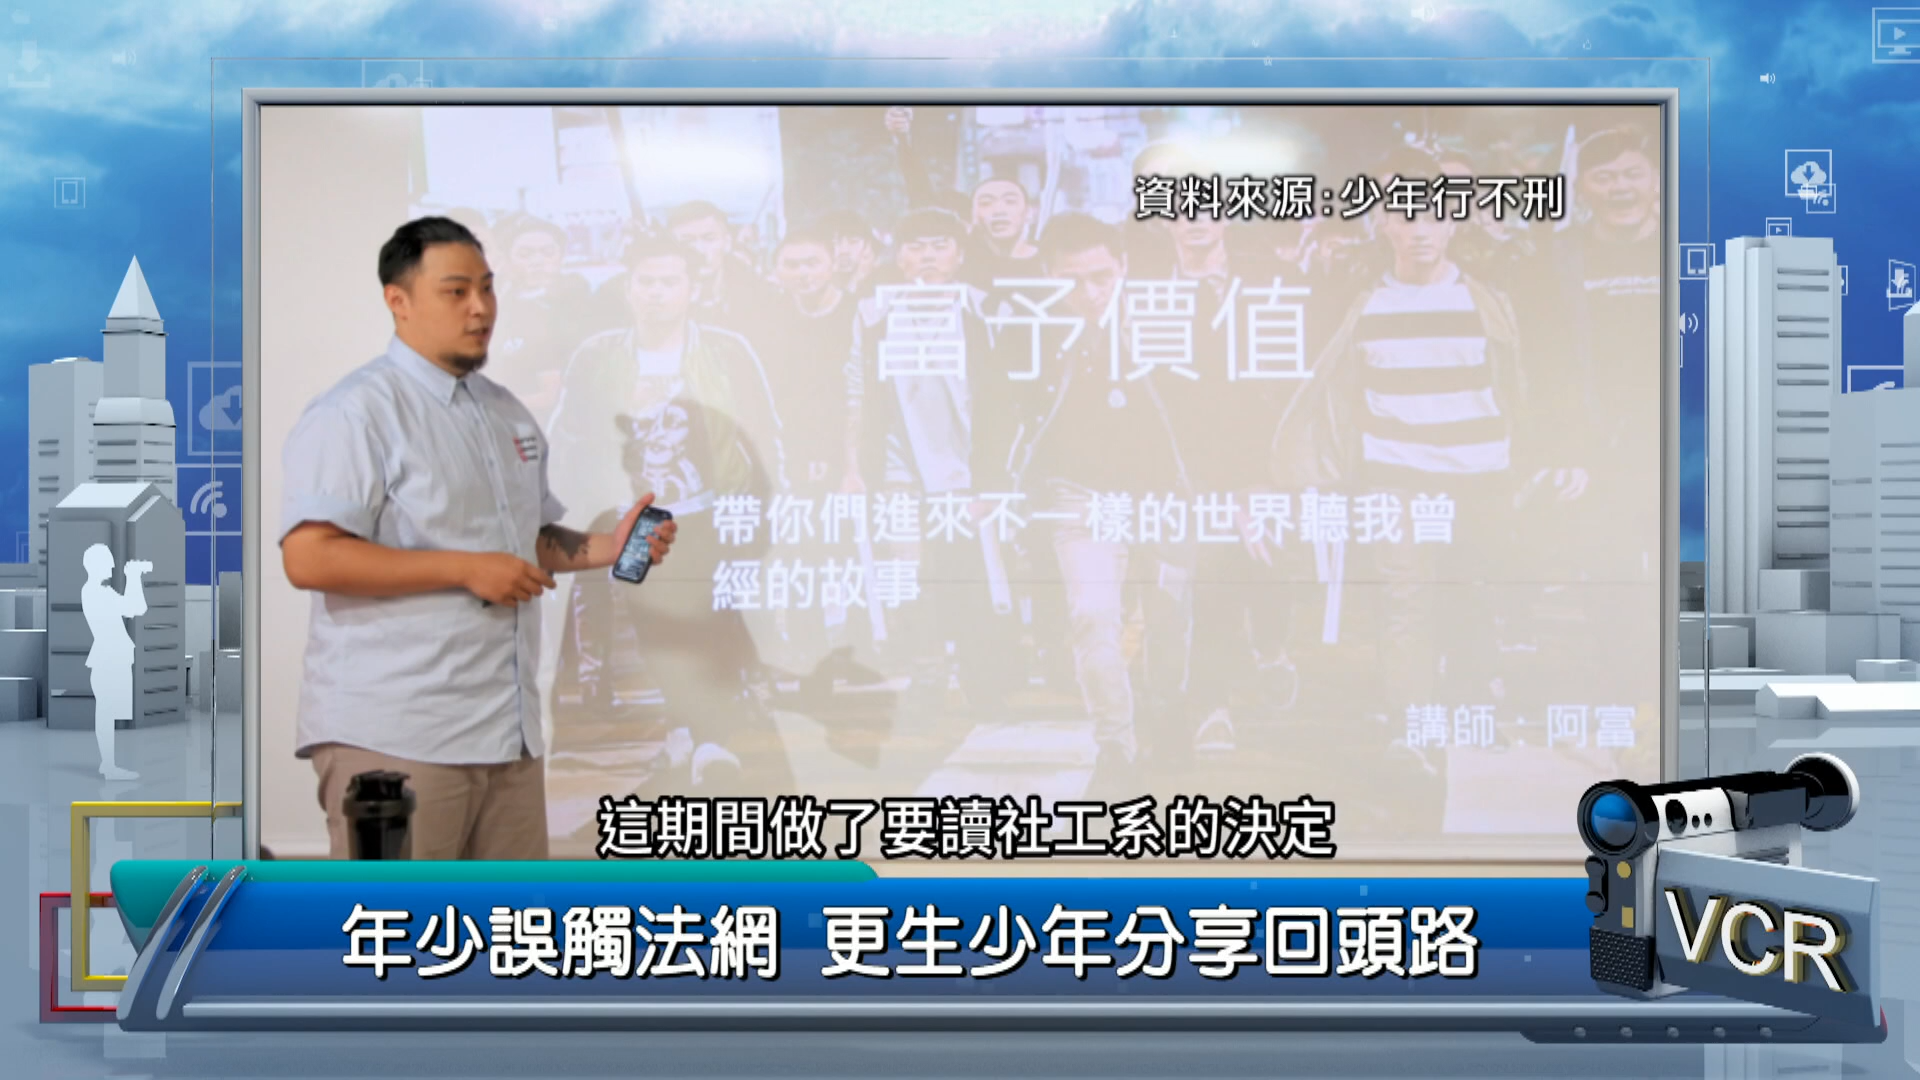 資料來源:少年行不刑
富予價值
帶你們進來不一樣的世界聽我曾
經的故事
講師：阿富
這期間做了要讀社工系的決定
年少誤觸法網 更生少年分享回頭路
VCR